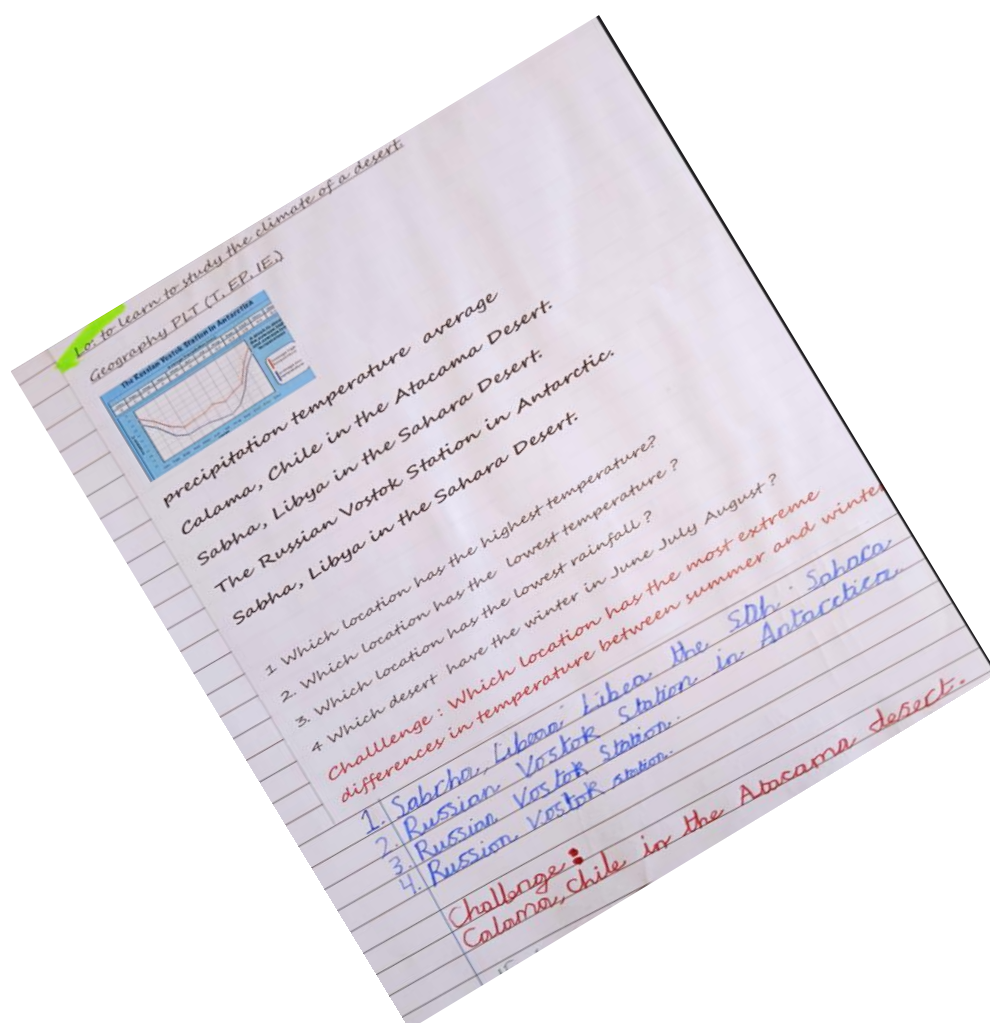 Lo: to learn to study the climate of a desert.
Geography PLT (T, EP, IE,)
The Russian Vostok Station in Antarctica
precipitation temperature average
Calama, Chile in the Atacama Desert.
Sabha, Libya in the Sahara Desert.
The Russian Vostok Station in Antarctic.
Sabha, Libya in the Sahara Desert.
1 Which location has the highest temperature?
2. Which location has the lowest temperature ?
3. Which location has the lowest rainfall ?
4 Which desert have the winter in June July August ?
Challlenge : Which location has the most extreme
differences in temperature between summer and winter
1. Sabcha, Libea the Sahara
2. Russian Vostok Station in Antarctica.
3. Russian Vostok Station.
4. Russion Vostok station.
Challenge:
Calama, Chile in the Atacama desert.